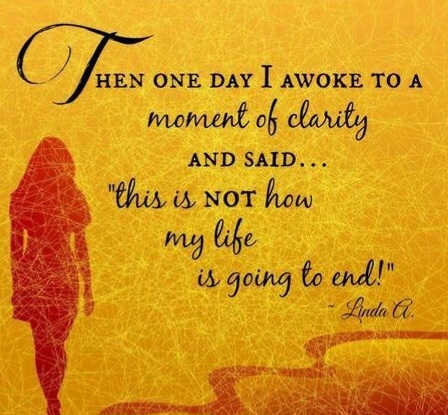 Then one day I awoke to a
moment of clarity
and said...
"this is NOT how
my life
is going to end!"
~ Linda A.